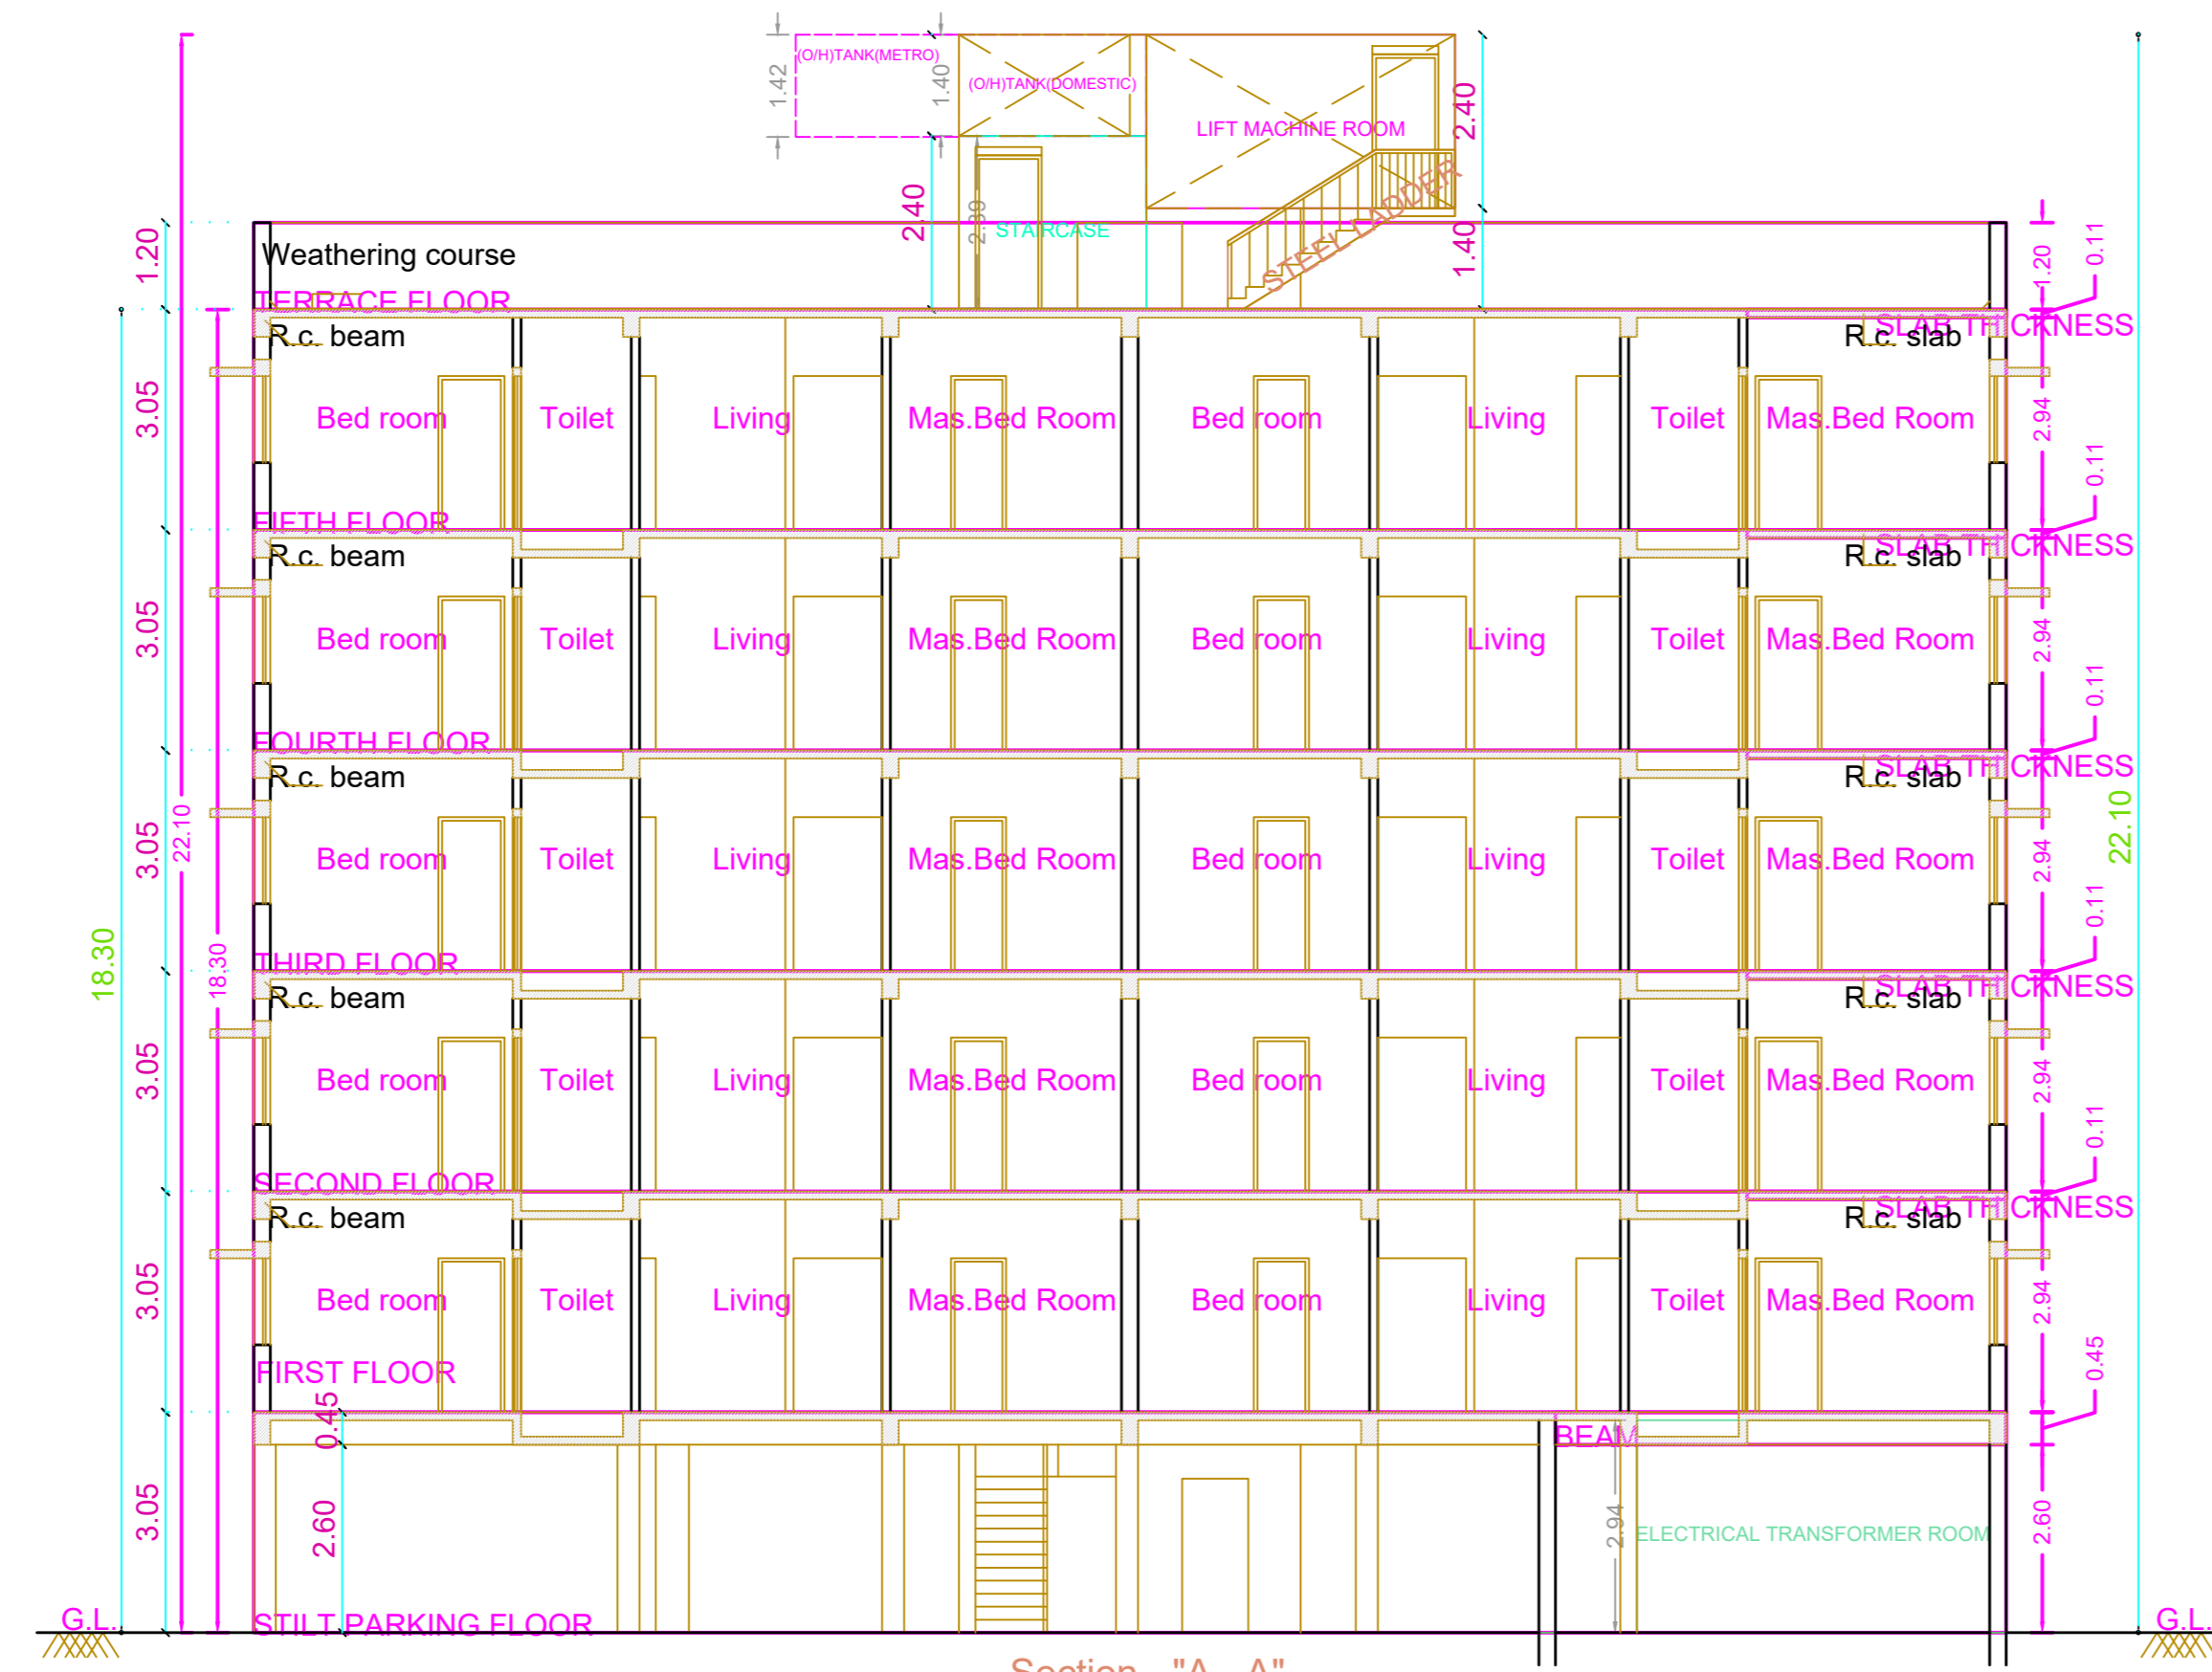 (O/H)TANK(METRO)
(O/H)TANK(DOMESTIC)
1.42
1.40
2.40
LIFT MACHINE ROOM
STEEL LADDER
2.40
2.39
STAIRCASE
1.40
1.20
Weathering course
1.20
0.11
TERRACE FLOOR
SLAB THICKNESS
R.c. beam
R.c. slab
3.05
Bed room
Toilet
Living
Mas.Bed Room
Bed room
Living
Toilet
Mas.Bed Room
2.94
0.11
FIFTH FLOOR
SLAB THICKNESS
R.c. beam
R.c. slab
3.05
Bed room
Toilet
Living
Mas.Bed Room
Bed room
Living
Toilet
Mas.Bed Room
2.94
0.11
FOURTH FLOOR
SLAB THICKNESS
R.c. beam
R.c. slab
22.10
22.10
3.05
Bed room
Toilet
Living
Mas.Bed Room
Bed room
Living
Toilet
Mas.Bed Room
2.94
0.11
18.30
18.30
THIRD FLOOR
SLAB THICKNESS
R.c. beam
R.c. slab
3.05
Bed room
Toilet
Living
Mas.Bed Room
Bed room
Living
Toilet
Mas.Bed Room
2.94
0.11
SECOND FLOOR
SLAB THICKNESS
R.c. beam
R.c. slab
3.05
Bed room
Toilet
Living
Mas.Bed Room
Bed room
Living
Toilet
Mas.Bed Room
2.94
FIRST FLOOR
0.45
0.45
BEAM
3.05
2.60
2.94
ELECTRICAL TRANSFORMER ROOM
2.60
G.L.
STILT PARKING FLOOR
G.L.
Section "A - A"